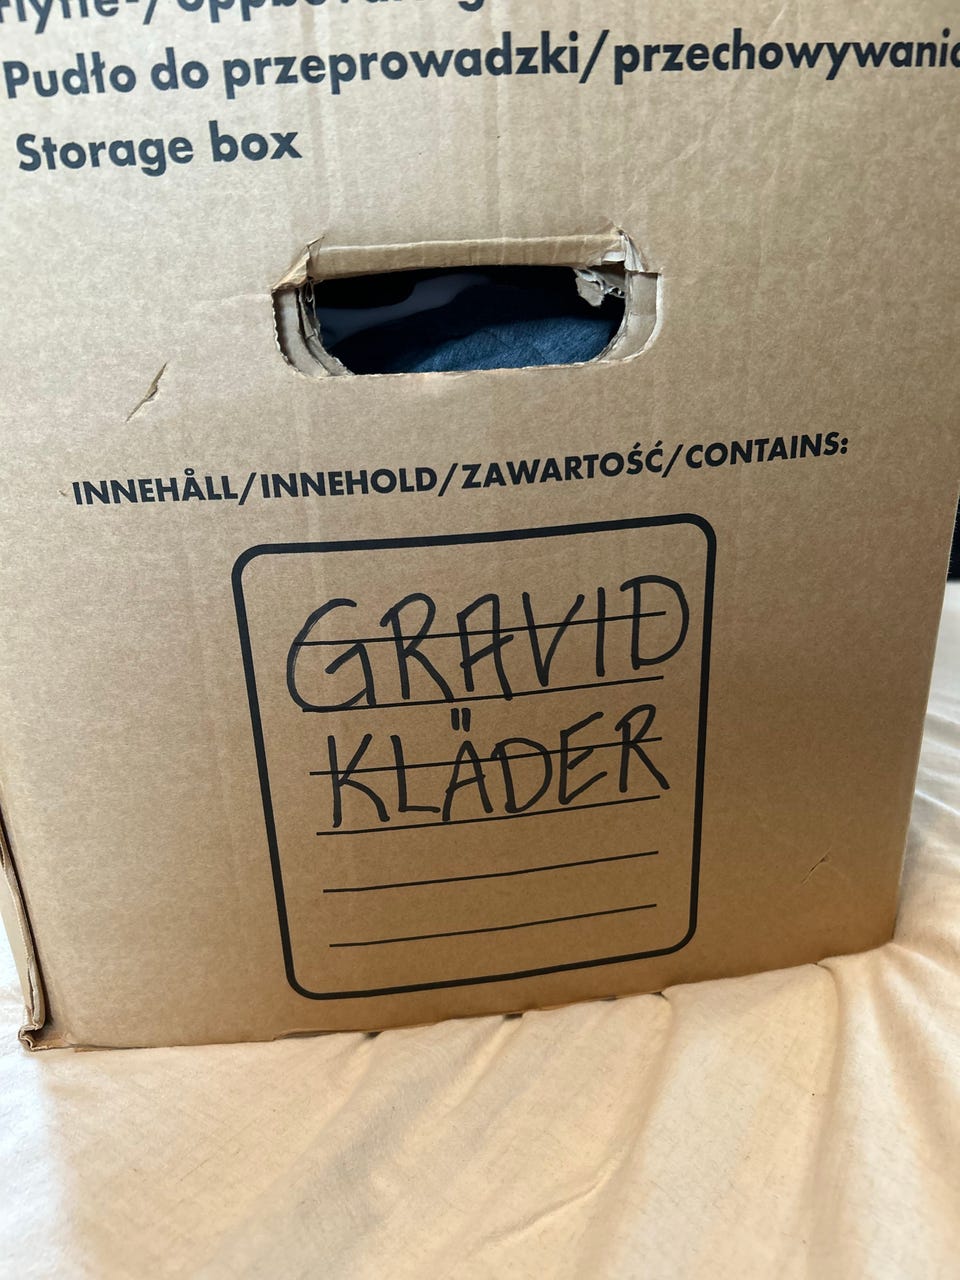 Pudło do przeprowadzki/przechowywania
Storage box
INNEHÅLL/INNEHOLD/ZAWARTOŚĆ/CONTAINS:
GRAVID
KLÄDER